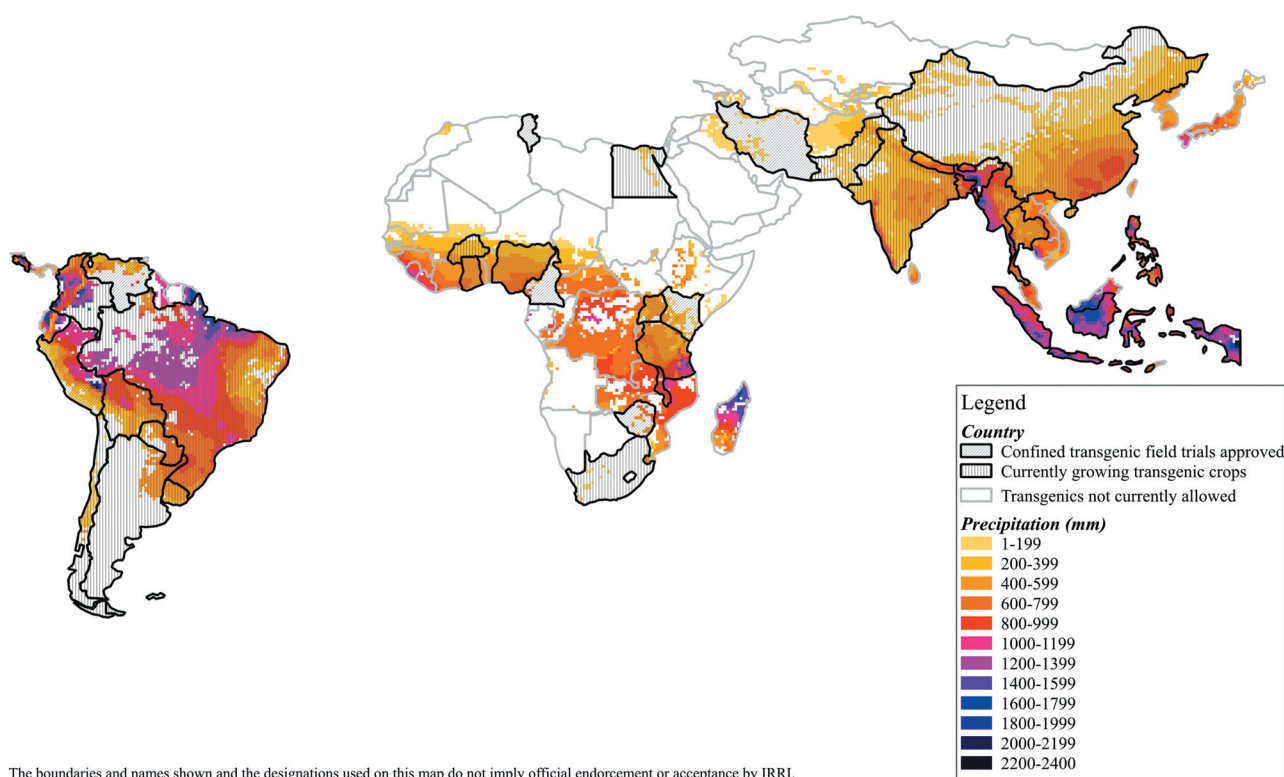 Legend
Country
Confined transgenic field trials approved
Currently growing transgenic crops
Transgenics not currently allowed
Precipitation (mm)
1-199
200-399
400-599
600-799
800-999
1000-1199
1200-1399
1400-1599
1600-1799
1800-1999
2000-2199
2200-2400
The boundaries and names shown and the designations used on this map do not imply official endorsement or acceptance by IRRI.